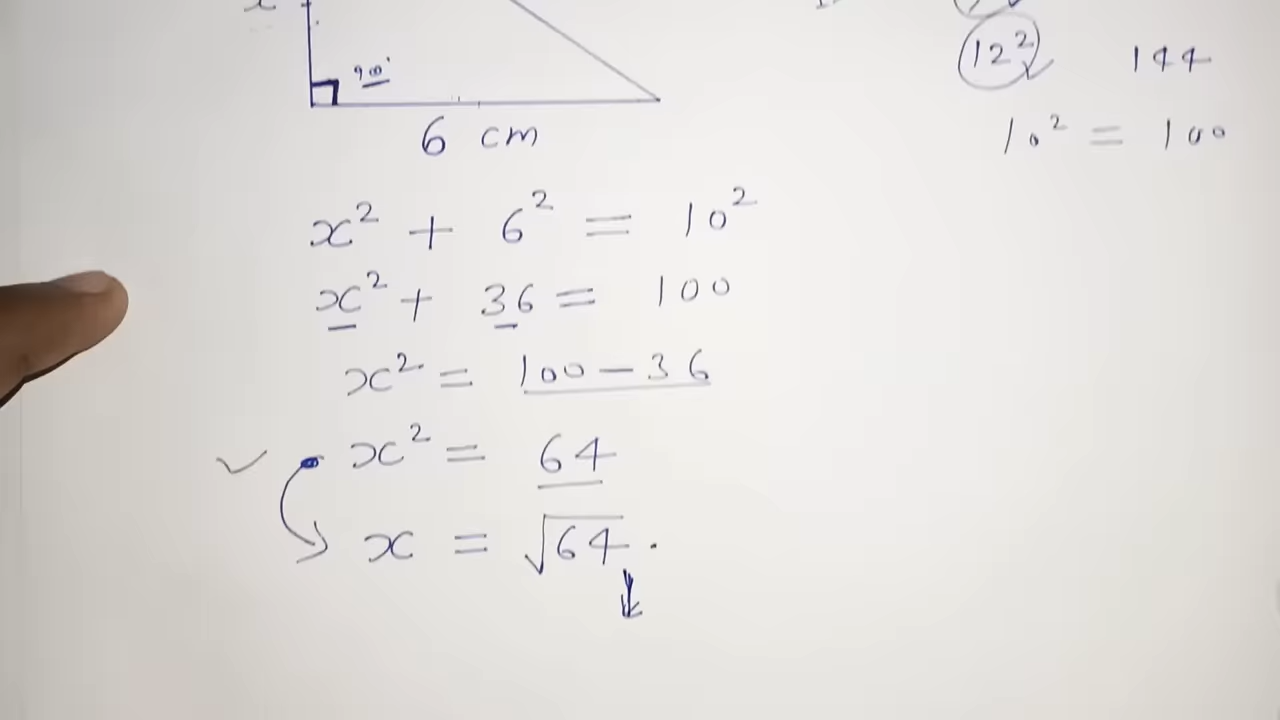 x
12² 144
90°
10² = 100
6 cm
x² + 6² = 10²
x² + 36 = 100
x² = 100 - 36
x² = 64
x = √64.